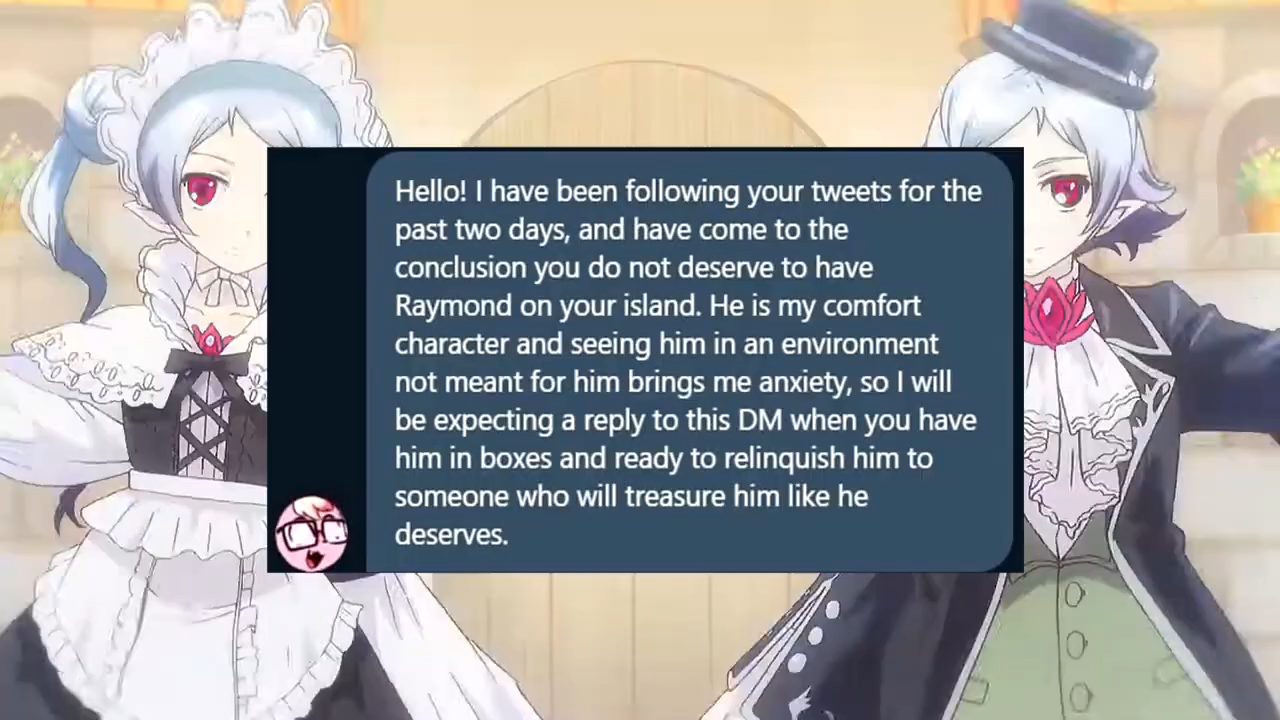 Hello! I have been following your tweets for the
past two days, and have come to the
conclusion you do not deserve to have
Raymond on your island. He is my comfort
character and seeing him in an environment
not meant for him brings me anxiety, so I will
be expecting a reply to this DM when you have
him in boxes and ready to relinquish him to
someone who will treasure him like he
deserves.